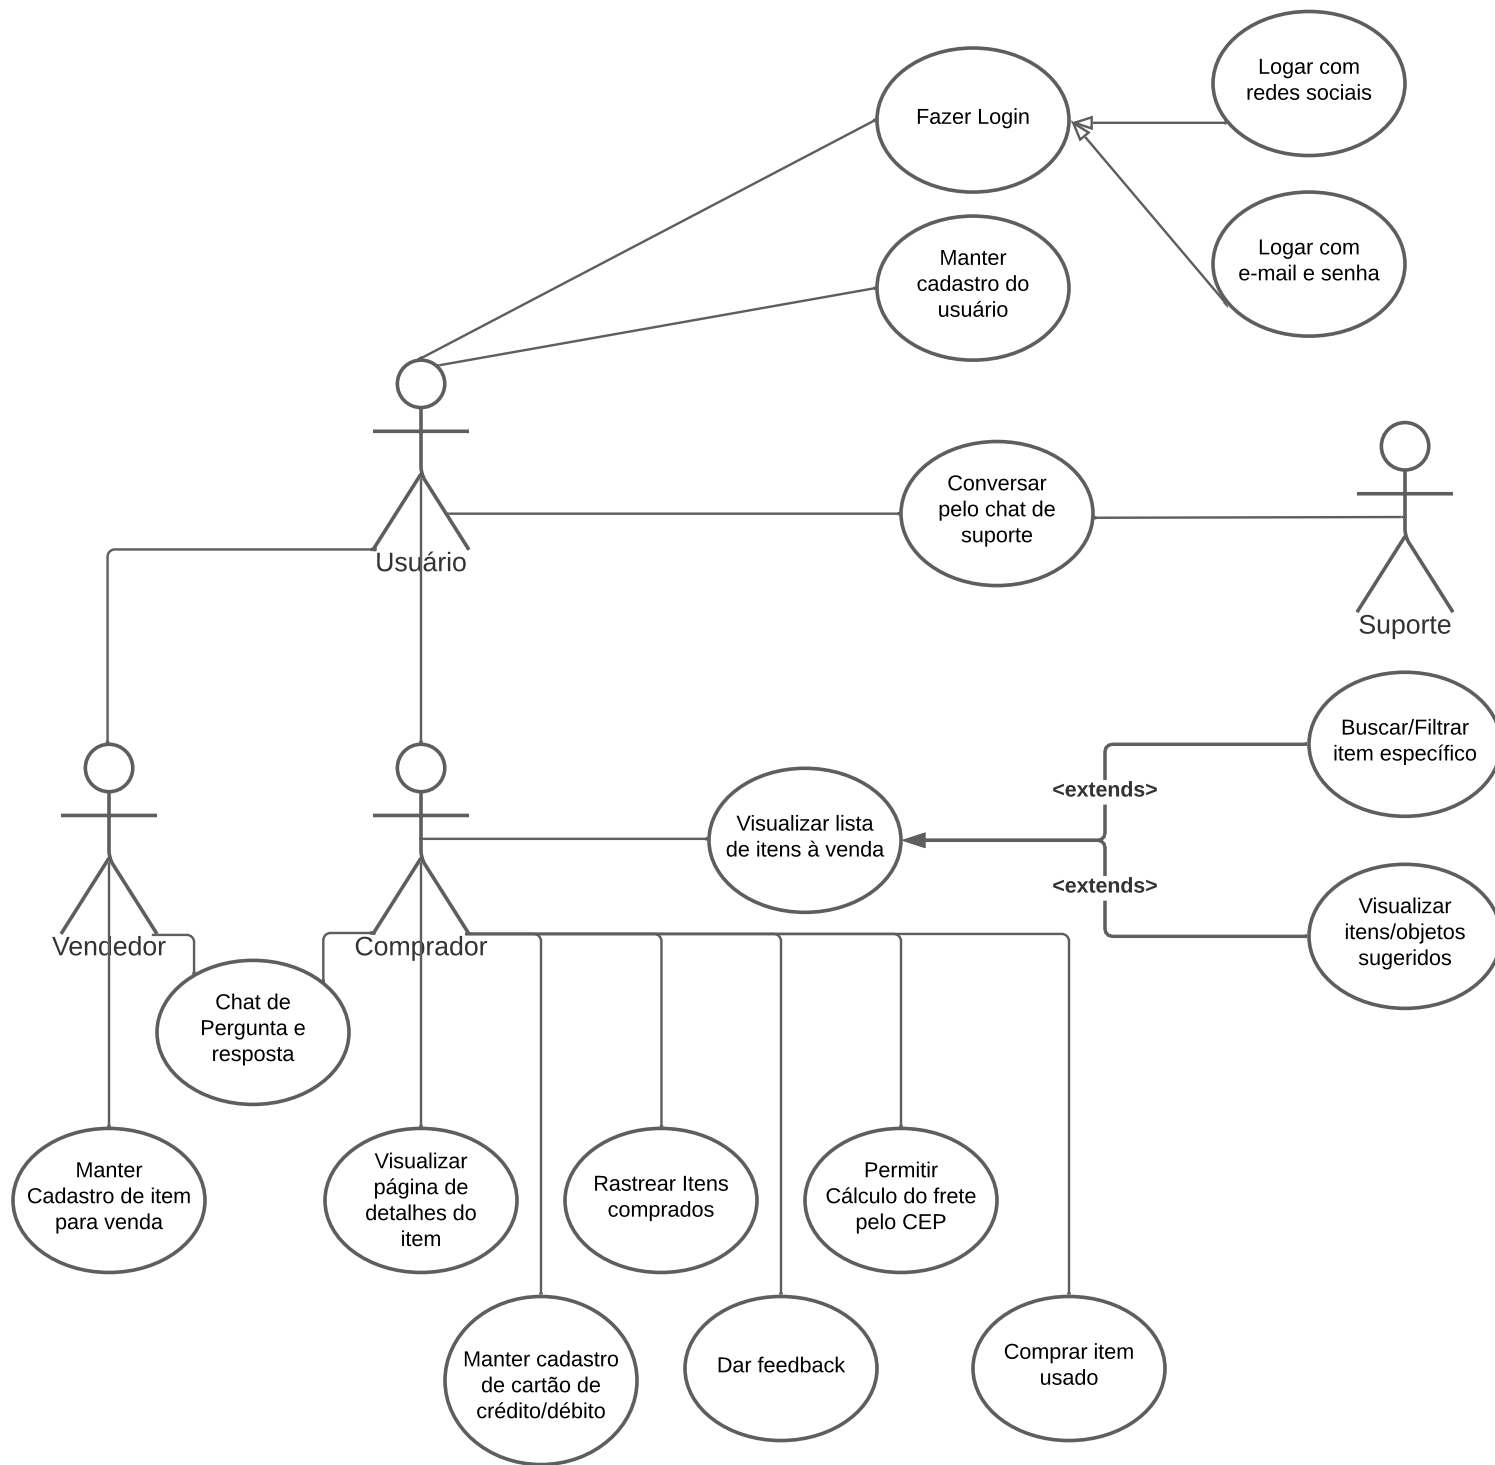 Logar com
redes sociais
Fazer Login
Logar com
e-mail e senha
Manter
cadastro do
usuário
Conversar
pelo chat de
suporte
Usuário
Suporte
Buscar/Filtrar
item específico
<extends>
Visualizar lista
de itens à venda
<extends>
Visualizar
itens/objetos
sugeridos
Vendedor
Comprador
Chat de
Pergunta e
resposta
Manter
Cadastro de item
para venda
Visualizar
página de
detalhes do
item
Rastrear Itens
comprados
Permitir
Cálculo do frete
pelo CEP
Manter cadastro
de cartão de
crédito/débito
Dar feedback
Comprar item
usado